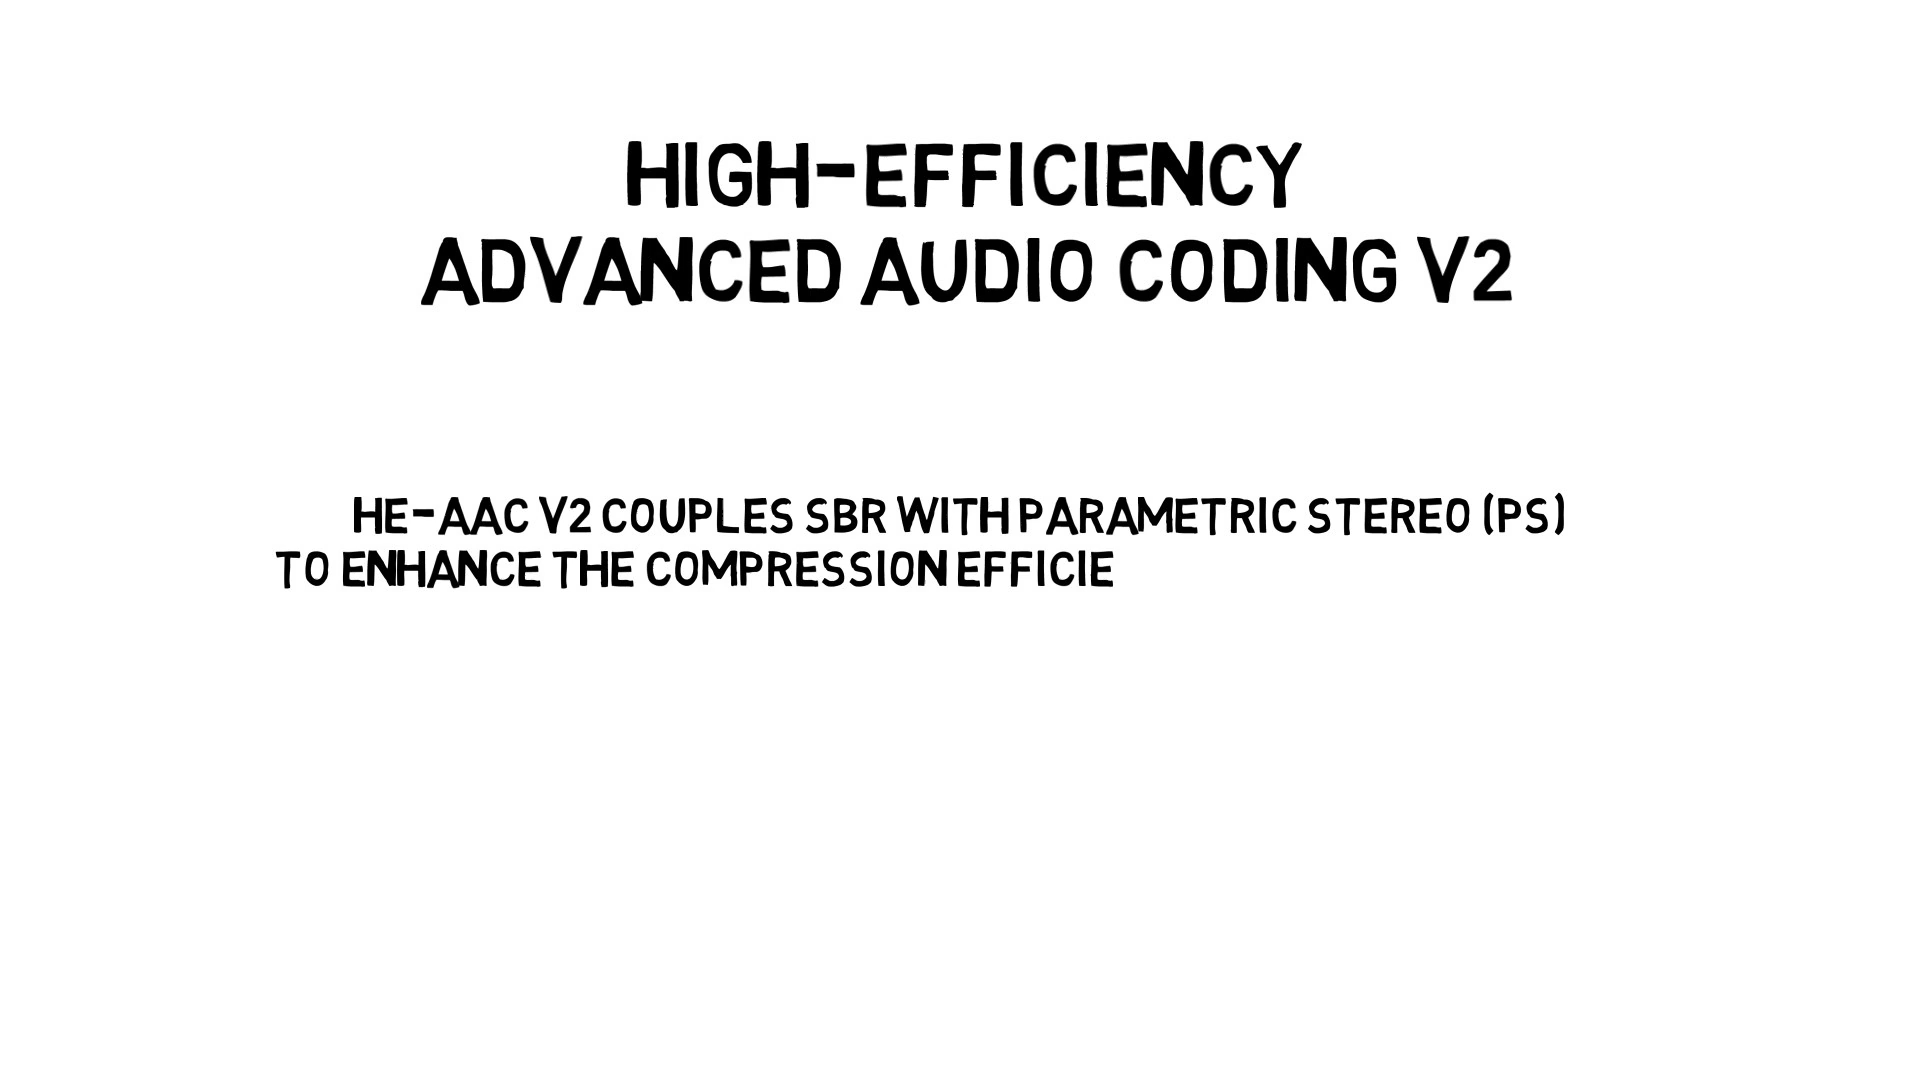 HIGH-EFFICIENCY
ADVANCED AUDIO CODING V2
HE-AAC V2 COUPLES SBR WITH PARAMETRIC STEREO (PS)
TO ENHANCE THE COMPRESSION EFFICIE